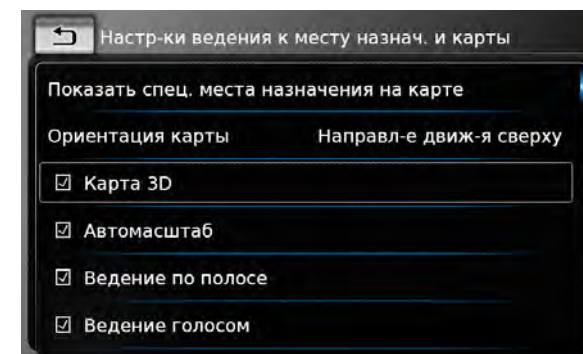 Настр-ки ведения к месту назнач. и карты
Показать спец. места назначения на карте
Ориентация карты Направл-е движ-я сверху
Карта 3D
Автомасштаб
Ведение по полосе
Ведение голосом